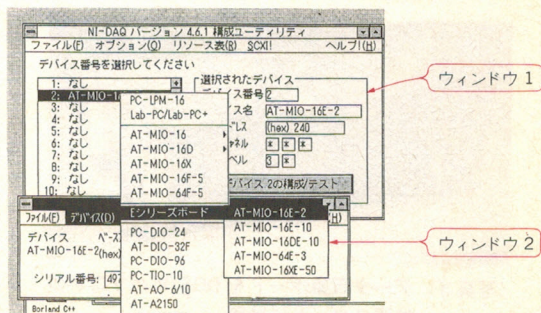 NI-DAQ バージョン 4.6.1 構成ユーティリティ
ファイル(F) オプション(O) リソース表(R) SCXI! ヘルプ!(H)
デバイス番号を選択してください
1: なし
2: AT-MIO-1
3: なし
4: なし
5: なし
6: なし
7: なし
8: なし
9: なし
10: なし
選択されたデバイス
デバイス番号 2
イス名 AT-MIO-16E-2
レス (hex) 240
ャネル * * *
ベル 3 *
デバイス 2の構成/テスト
PC-LPM-16
Lab-PC/Lab-PC+
AT-MIO-16
AT-MIO-16D
AT-MIO-16X
AT-MIO-16F-5
AT-MIO-64F-5
Eシリーズボード
PC-DIO-24
AT-DIO-32F
PC-DIO-96
PC-TIO-10
AT-AO-6/10
AT-A2150
AT-MIO-16E-2
AT-MIO-16E-10
AT-MIO-16DE-10
AT-MIO-64E-3
AT-MIO-16XE-50
ファイル(F) デバイス(D) (H)
デバイス ベース
AT-MIO-16E-2(hex)
シリアル番号: 497
Borland C++
ウィンドウ 1
ウィンドウ 2